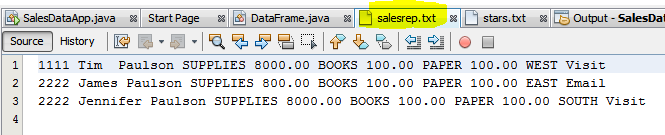 SalesDataApp.java Start Page DataFrame.java salesrep.txt stars.txt Output - SalesDat
Source History
1 1111 Tim  Paulson SUPPLIES 8000.00 BOOKS 100.00 PAPER 100.00 WEST Visit
2 2222 James Paulson SUPPLIES 800.00 BOOKS 100.00 PAPER 100.00 EAST Email
3 2222 Jennifer Paulson SUPPLIES 8000.00 BOOKS 100.00 PAPER 100.00 SOUTH Visit